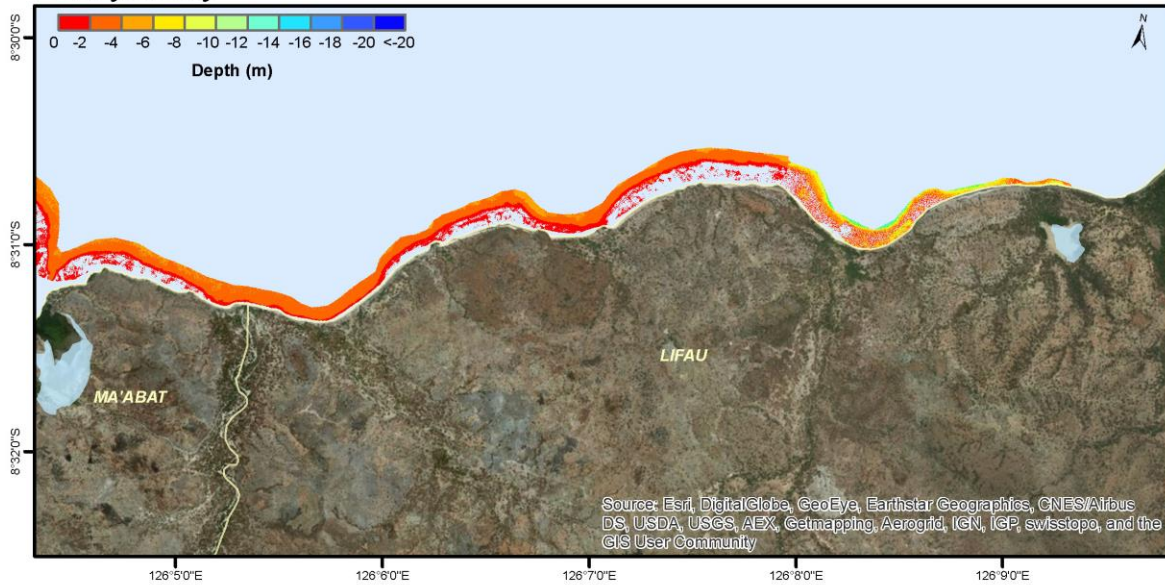 0 -2 -4 -6 -8 -10 -12 -14 -16 -18 -20 <-20
Depth (m)
N
8°30'0"S
8°31'0"S
8°32'0"S
MA'ABAT
LIFAU
Source: Esri, DigitalGlobe, GeoEye, Earthstar Geographics, CNES/Airbus
DS, USDA, USGS, AEX, Getmapping, Aerogrid, IGN, IGP, swisstopo, and the
GIS User Community
126°5'0"E 126°6'0"E 126°7'0"E 126°8'0"E 126°9'0"E